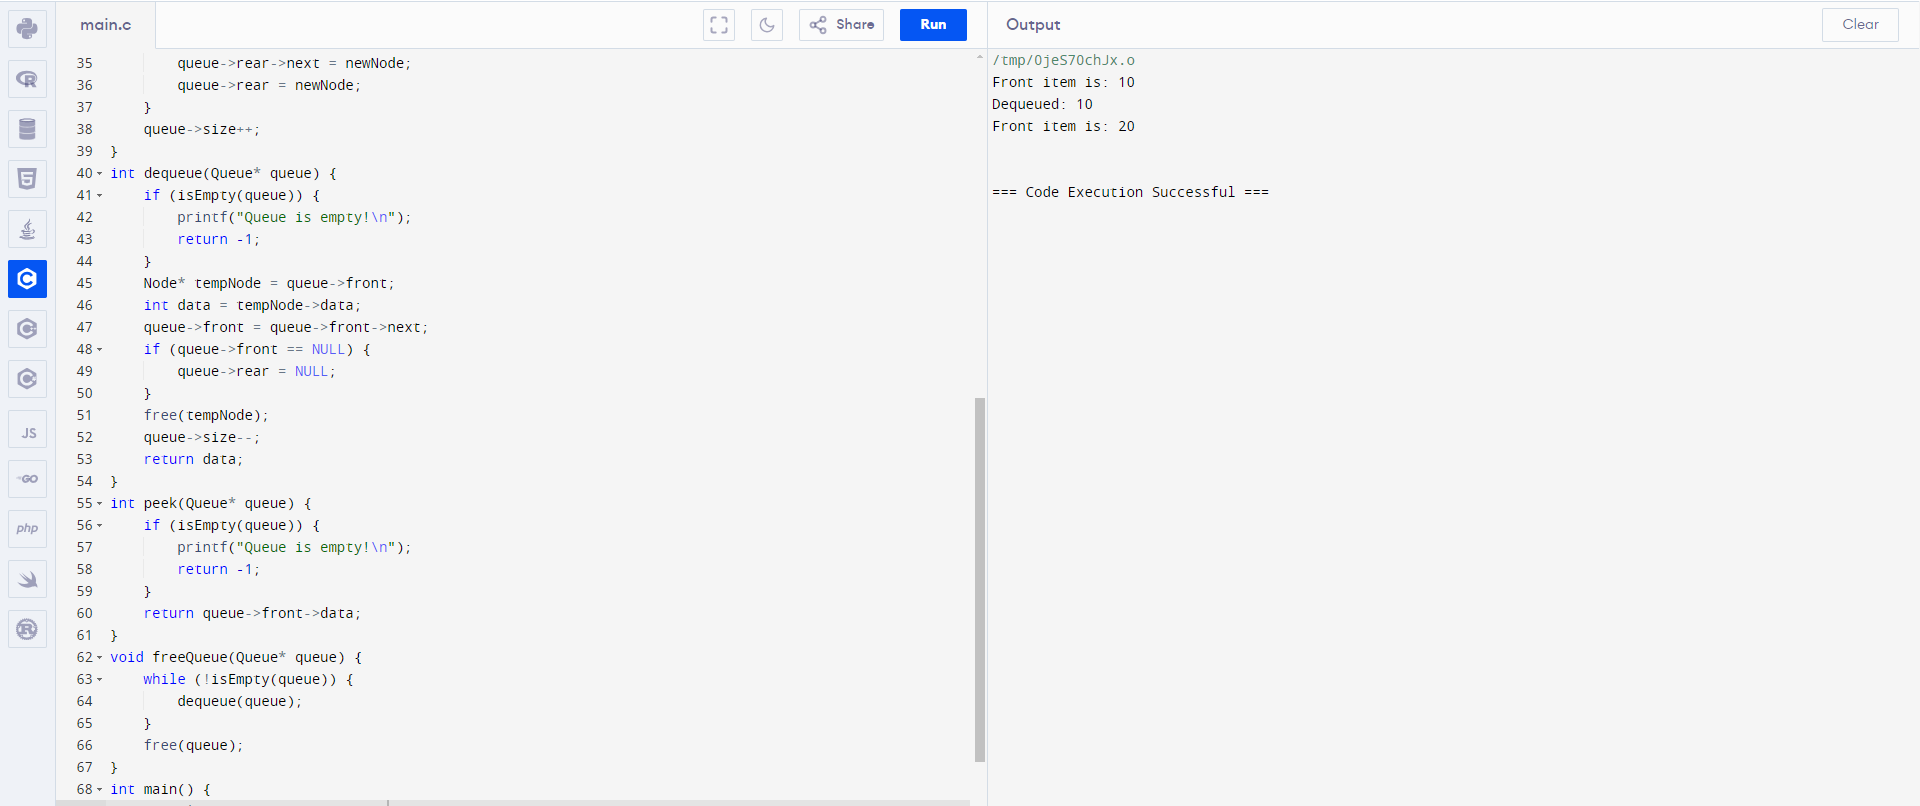 main.c
Share
Run
Output
Clear
35 queue->rear->next = newNode;
36 queue->rear = newNode;
37 }
38 queue->size++;
39 }
40 int dequeue(Queue* queue) {
41 if (isEmpty(queue)) {
42 printf("Queue is empty!\n");
43 return -1;
44 }
45 Node* tempNode = queue->front;
46 int data = tempNode->data;
47 queue->front = queue->front->next;
48 if (queue->front == NULL) {
49 queue->rear = NULL;
50 }
51 free(tempNode);
52 queue->size--;
53 return data;
54 }
55 int peek(Queue* queue) {
56 if (isEmpty(queue)) {
57 printf("Queue is empty!\n");
58 return -1;
59 }
60 return queue->front->data;
61 }
62 void freeQueue(Queue* queue) {
63 while (!isEmpty(queue)) {
64 dequeue(queue);
65 }
66 free(queue);
67 }
68 int main() {
/tmp/0jeS70chJx.o
Front item is: 10
Dequeued: 10
Front item is: 20
=== Code Execution Successful ===
R
5
C
C
C
JS
GO
php
R